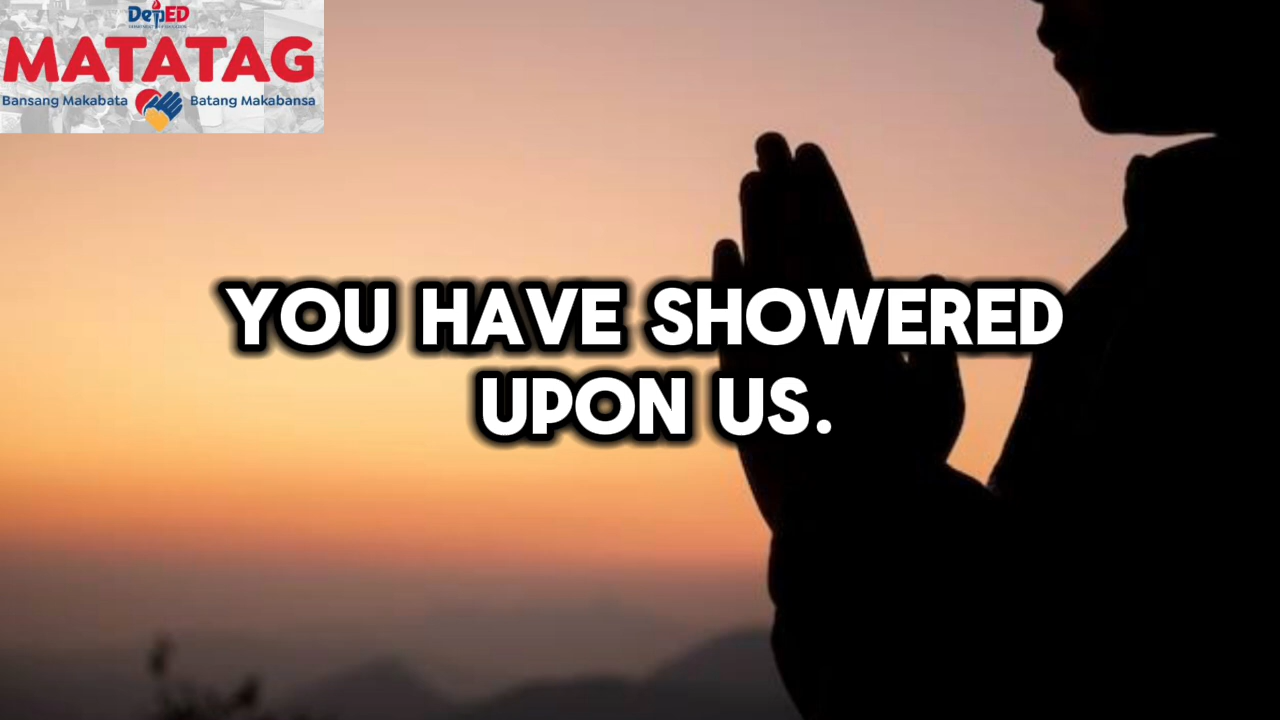 DepED
MATATAG
Bansang Makabata Batang Makabansa
YOU HAVE SHOWERED
UPON US.